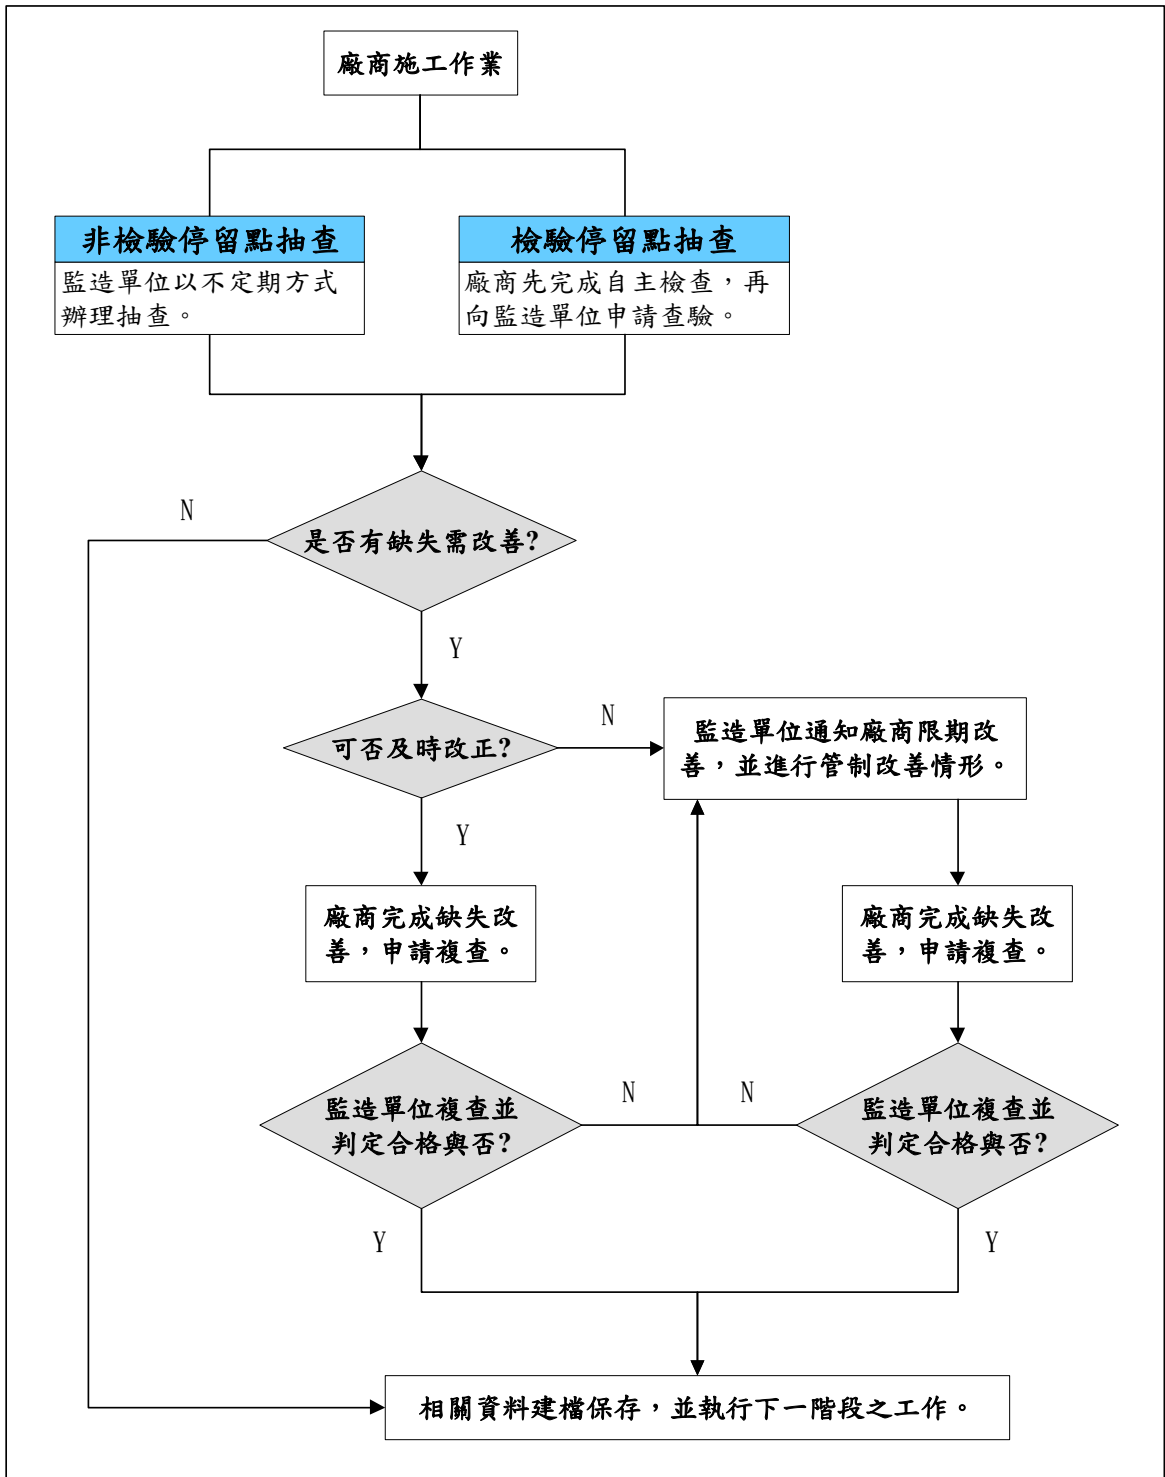 廠商施工作業
非檢驗停留點抽查
監造單位以不定期方式
辦理抽查。
檢驗停留點抽查
廠商先完成自主檢查，再
向監造單位申請查驗。
N
是否有缺失需改善?
Y
可否及時改正?
N
監造單位通知廠商限期改
善，並進行管制改善情形。
Y
廠商完成缺失改
善，申請複查。
廠商完成缺失改
善，申請複查。
監造單位複查並
判定合格與否?
N
N
監造單位複查並
判定合格與否?
Y
Y
相關資料建檔保存，並執行下一階段之工作。